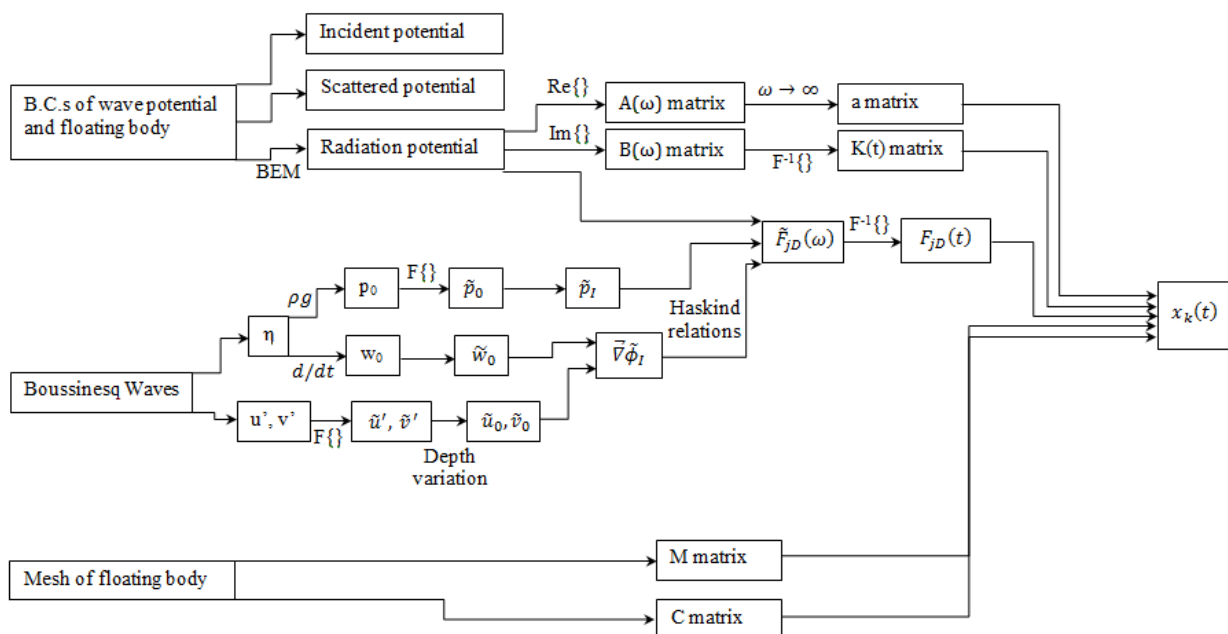 Incident potential
B.C.s of wave potential
and floating body
Scattered potential
Radiation potential
BEM
Re{}
Im{}
A(ω) matrix
B(ω) matrix
ω → ∞
F⁻¹{}
a matrix
K(t) matrix
F̃jD(ω)
F⁻¹{}
FjD(t)
xk(t)
Boussinesq Waves
η
ρg
d/dt
p₀
F{}
p̃₀
p̃I
w₀
w̃₀
∇⃗ϕ̃I
Haskind
relations
u’, v’
F{}
ũ′, ṽ′
Depth
variation
ũ₀, ṽ₀
Mesh of floating body
M matrix
C matrix